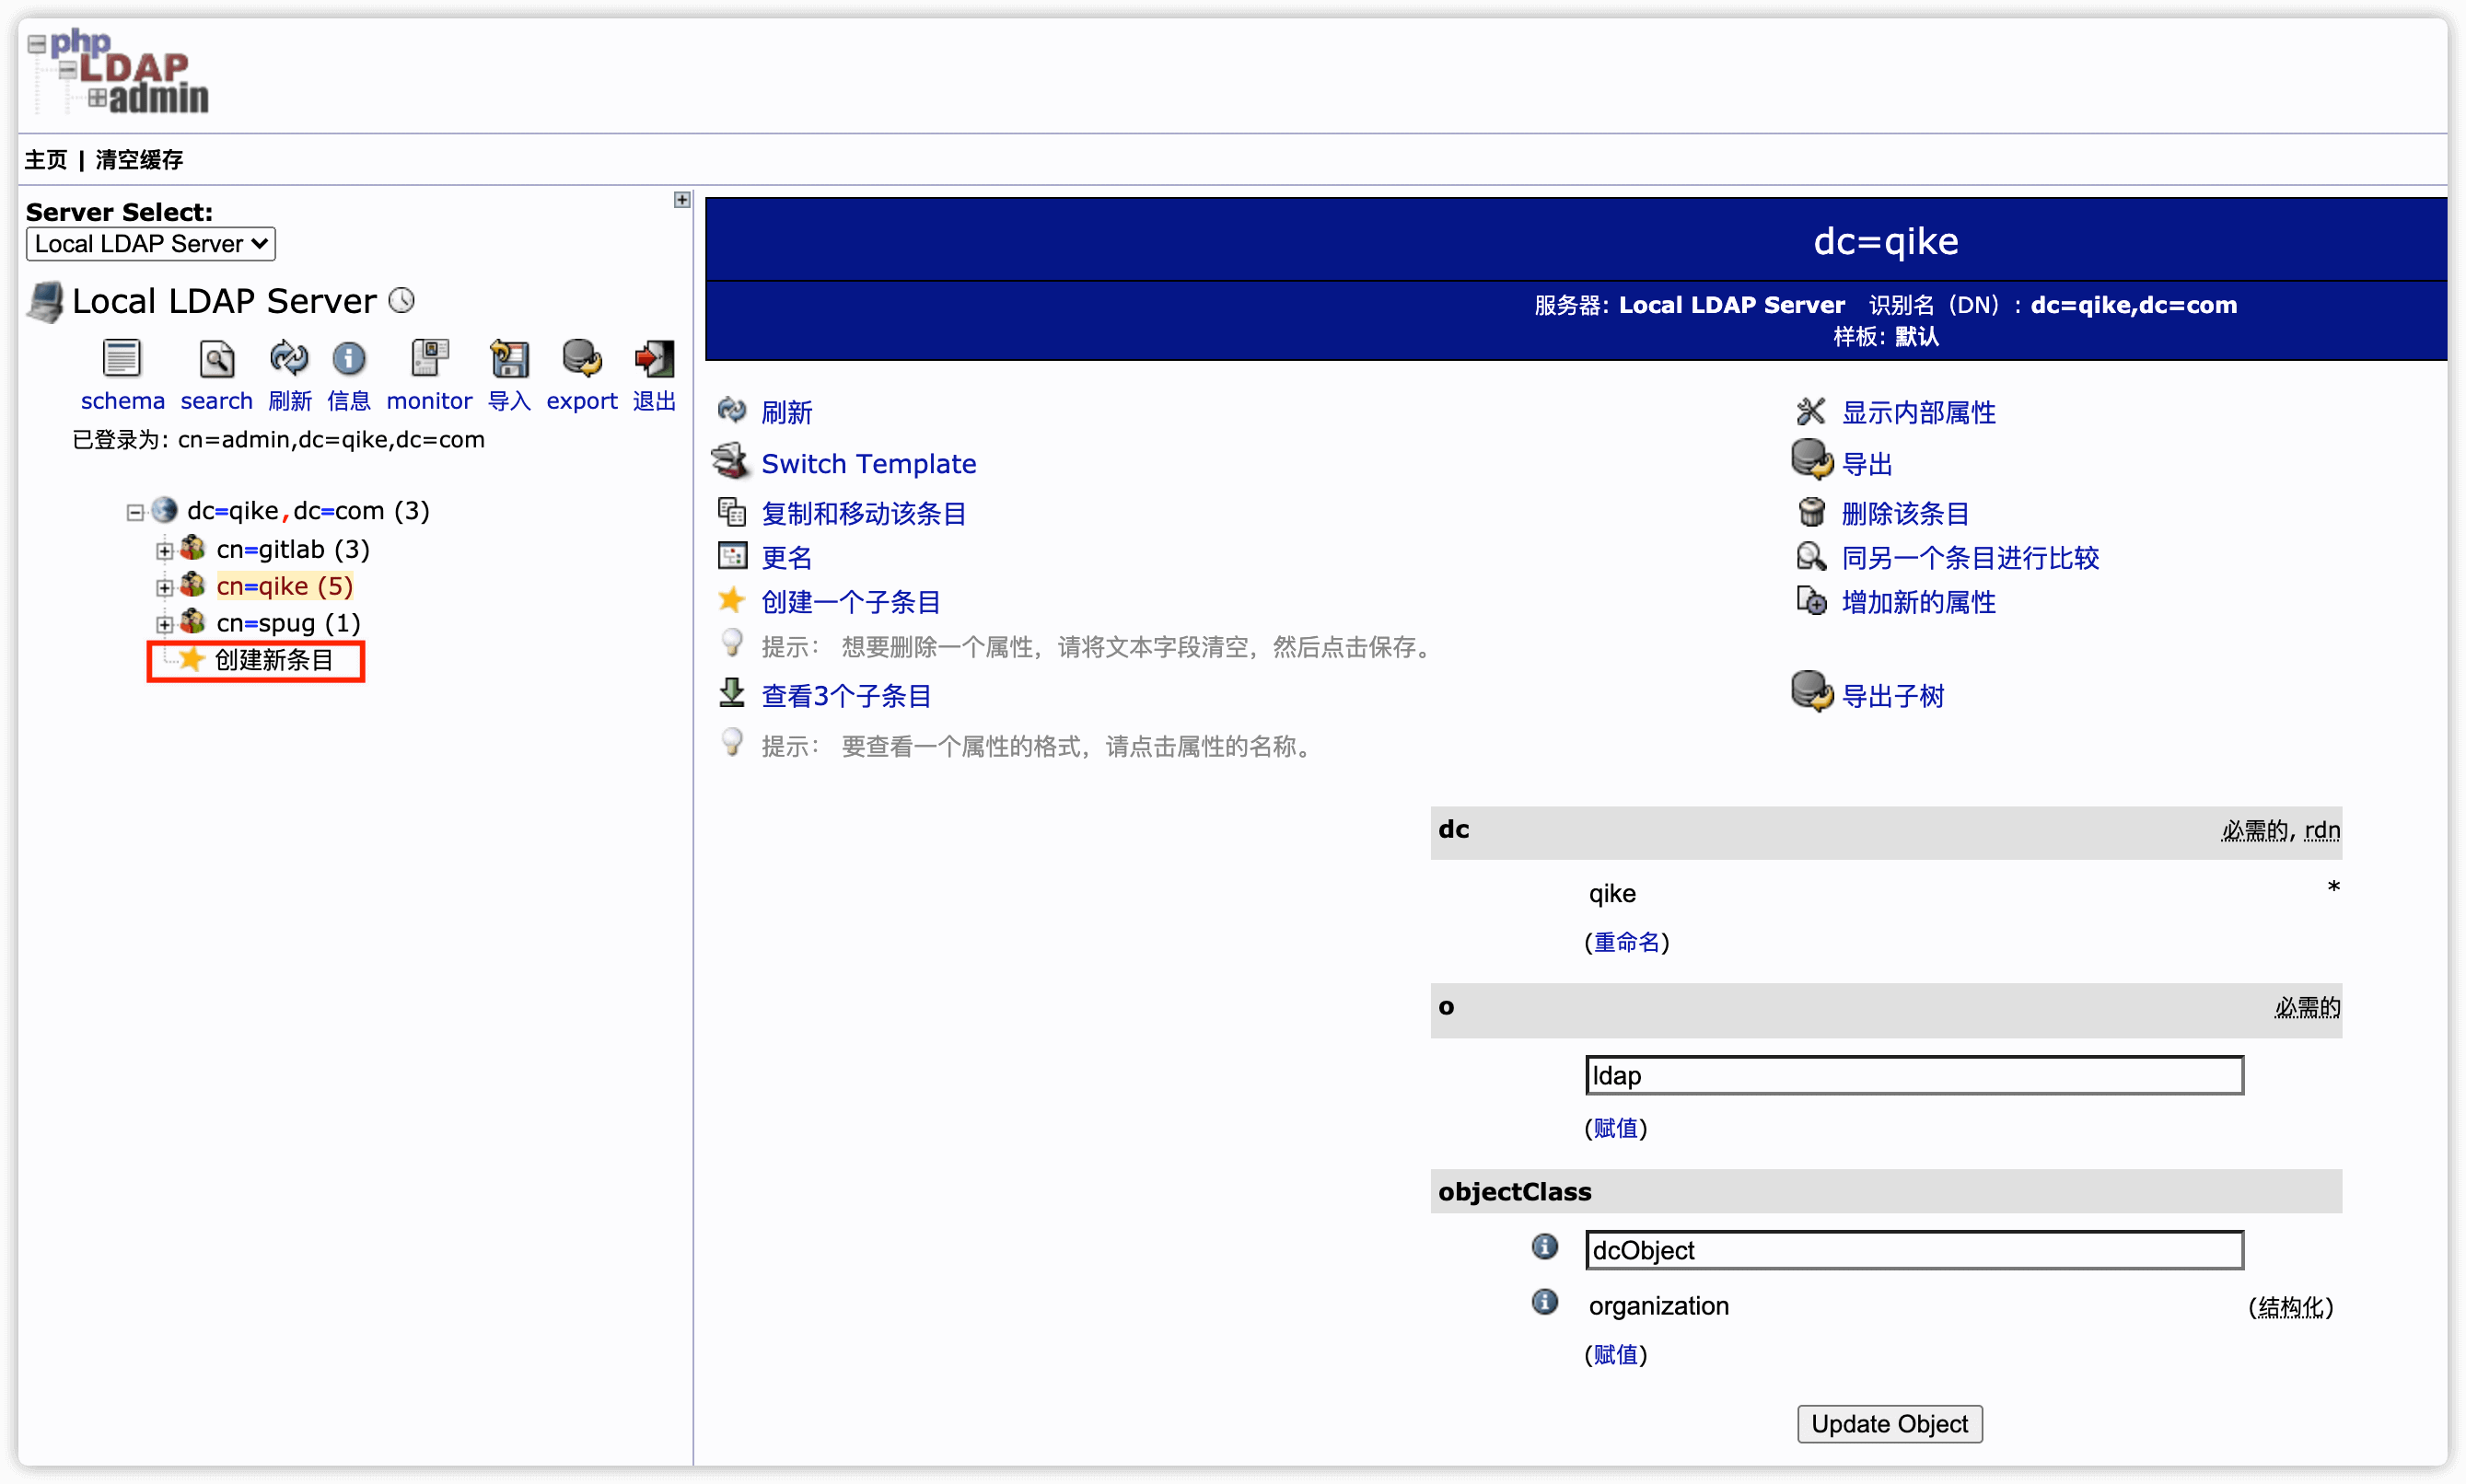 php
LDAP
admin
主页 | 清空缓存
Server Select:
Local LDAP Server
Local LDAP Server
schema search 刷新 信息 monitor 导入 export 退出
已登录为: cn=admin,dc=qike,dc=com
dc=qike,dc=com (3)
cn=gitlab (3)
cn=qike (5)
cn=spug (1)
创建新条目
dc=qike
服务器: Local LDAP Server 识别名（DN）: dc=qike,dc=com
样板: 默认
刷新 显示内部属性
Switch Template 导出
复制和移动该条目 删除该条目
更名 同另一个条目进行比较
创建一个子条目 增加新的属性
提示： 想要删除一个属性，请将文本字段清空，然后点击保存。
查看3个子条目 导出子树
提示： 要查看一个属性的格式，请点击属性的名称。
dc 必需的, rdn
qike *
(重命名)
o 必需的
ldap
(赋值)
objectClass
dcObject
organization (结构化)
(赋值)
Update Object